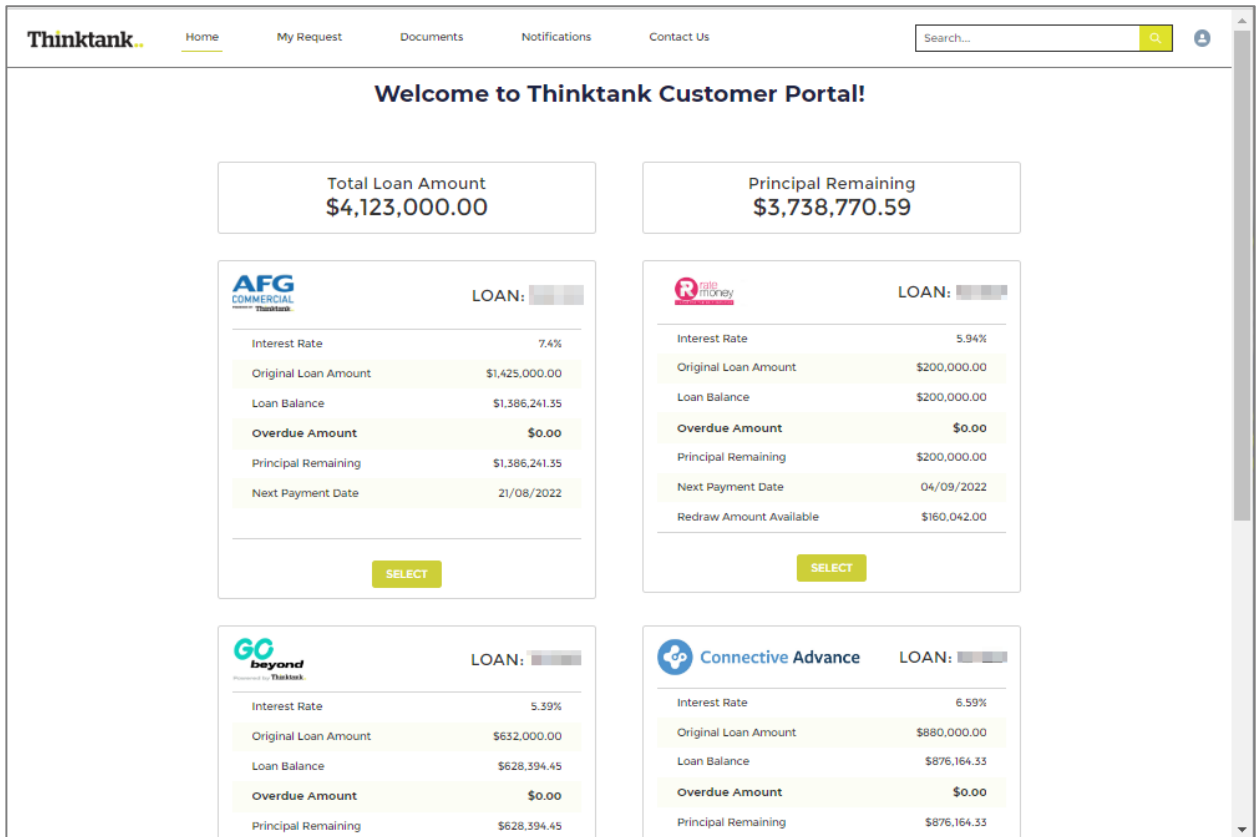 Thinktank.. Home My Request Documents Notifications Contact Us Search...
Welcome to Thinktank Customer Portal!
Total Loan Amount
$4,123,000.00
Principal Remaining
$3,738,770.59
AFG
COMMERCIAL
Thinktank..
LOAN:
Interest Rate 7.4%
Original Loan Amount $1,425,000.00
Loan Balance $1,386,241.35
Overdue Amount $0.00
Principal Remaining $1,386,241.35
Next Payment Date 21/08/2022
SELECT
R rate
money
LOAN:
Interest Rate 5.94%
Original Loan Amount $200,000.00
Loan Balance $200,000.00
Overdue Amount $0.00
Principal Remaining $200,000.00
Next Payment Date 04/09/2022
Redraw Amount Available $160,042.00
SELECT
GO
beyond
Powered by Thinktank..
LOAN:
Interest Rate 5.39%
Original Loan Amount $632,000.00
Loan Balance $628,394.45
Overdue Amount $0.00
Principal Remaining $628,394.45
Connective Advance LOAN:
Interest Rate 6.59%
Original Loan Amount $880,000.00
Loan Balance $876,164.33
Overdue Amount $0.00
Principal Remaining $876,164.33